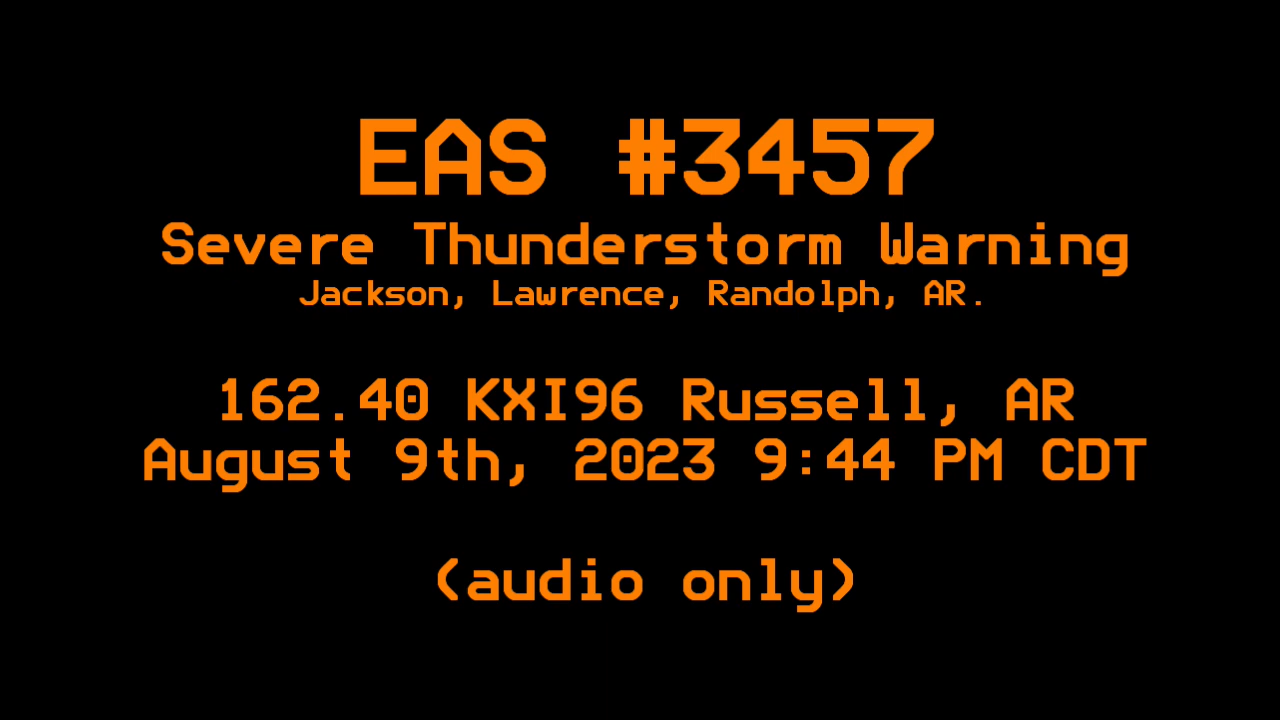 EAS #3457
Severe Thunderstorm Warning
Jackson, Lawrence, Randolph, AR.
162.40 KXI96 Russell, AR
August 9th, 2023 9:44 PM CDT
(audio only)